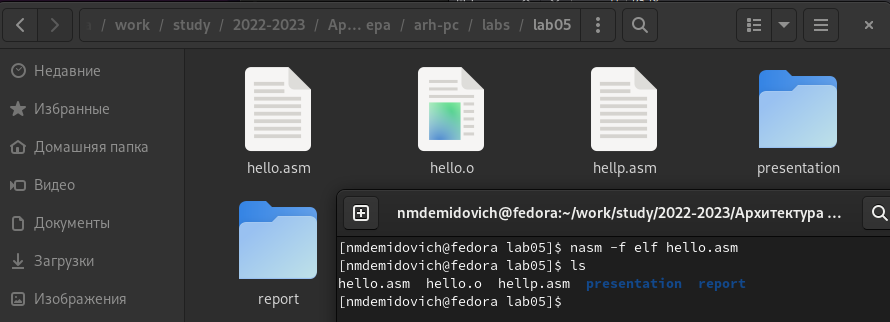 / work / study / 2022-2023 / Ар… ера / arh-pc / labs / lab05
Недавние
Избранные
Домашняя папка
Видео
Документы
Загрузки
Изображения
hello.asm hello.o hellp.asm presentation
report
nmdemidovich@fedora:~/work/study/2022-2023/Архитектура …
[nmdemidovich@fedora lab05]$ nasm -f elf hello.asm
[nmdemidovich@fedora lab05]$ ls
hello.asm hello.o hellp.asm presentation report
[nmdemidovich@fedora lab05]$